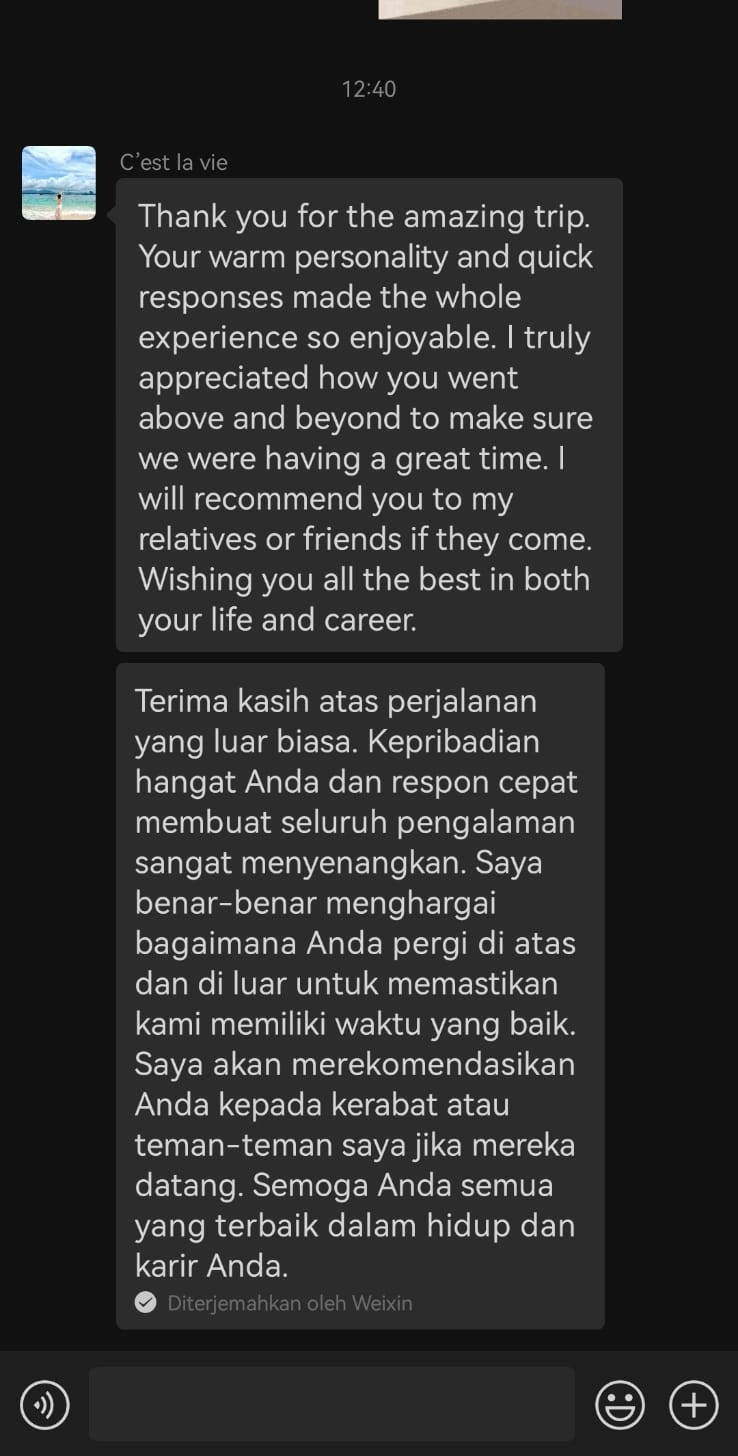 12:40
C’est la vie
Thank you for the amazing trip.
Your warm personality and quick
responses made the whole
experience so enjoyable. I truly
appreciated how you went
above and beyond to make sure
we were having a great time. I
will recommend you to my
relatives or friends if they come.
Wishing you all the best in both
your life and career.
Terima kasih atas perjalanan
yang luar biasa. Kepribadian
hangat Anda dan respon cepat
membuat seluruh pengalaman
sangat menyenangkan. Saya
benar-benar menghargai
bagaimana Anda pergi di atas
dan di luar untuk memastikan
kami memiliki waktu yang baik.
Saya akan merekomendasikan
Anda kepada kerabat atau
teman-teman saya jika mereka
datang. Semoga Anda semua
yang terbaik dalam hidup dan
karir Anda.
Diterjemahkan oleh Weixin